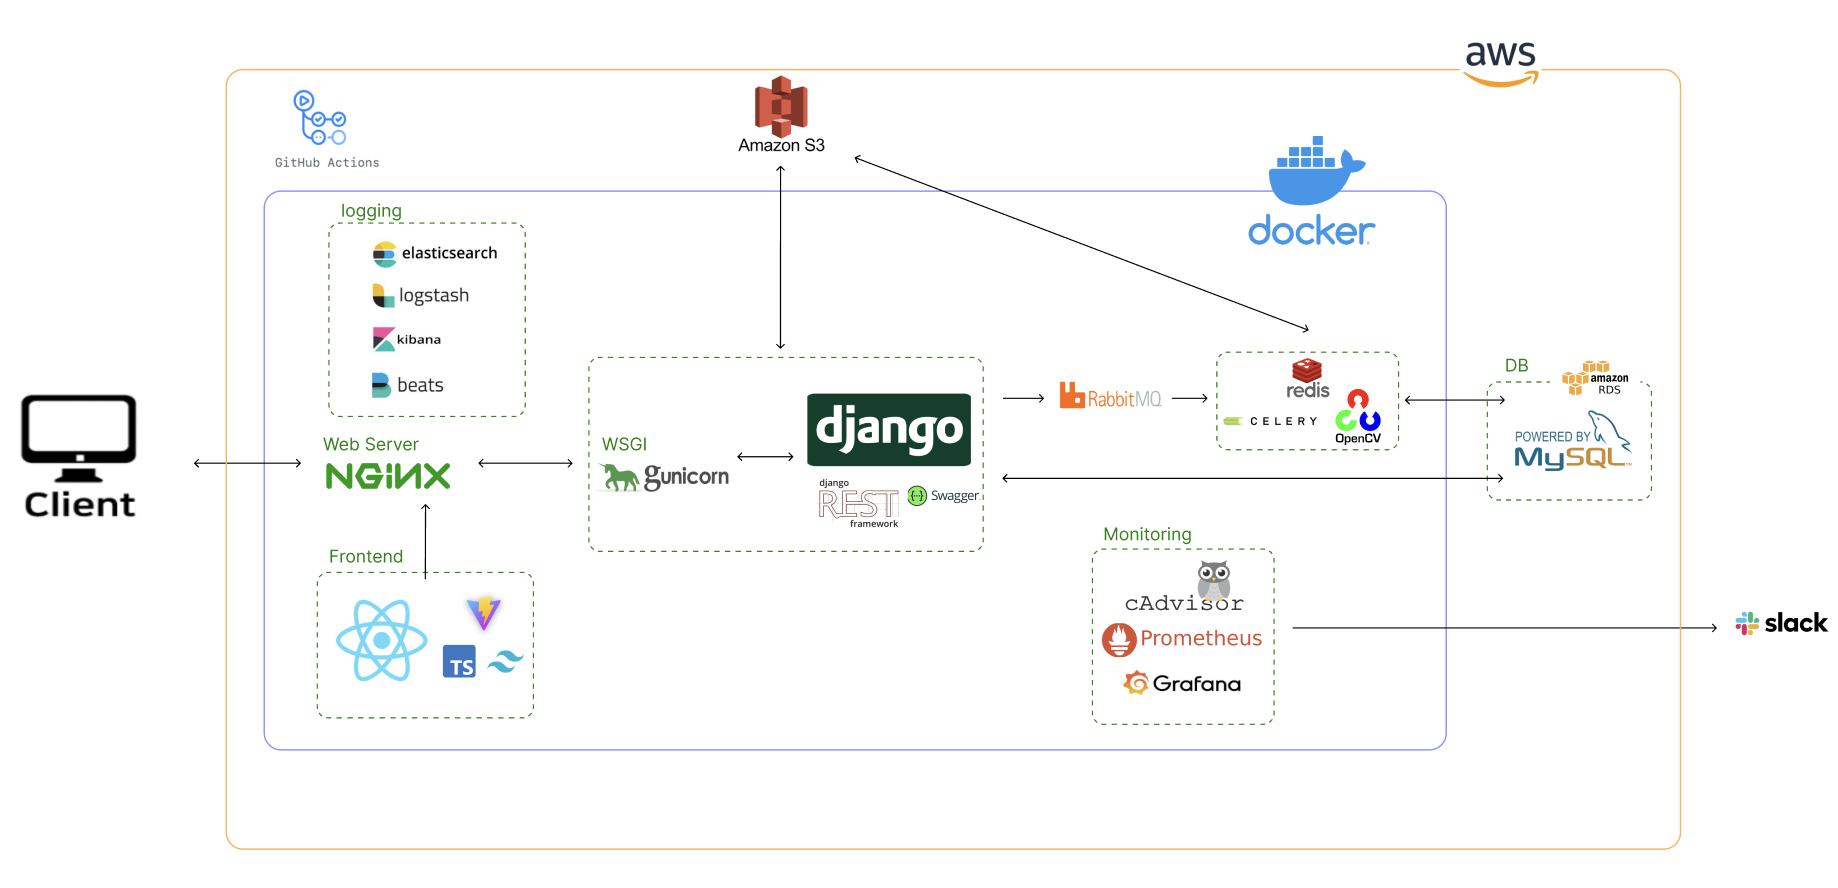 aws
GitHub Actions
Amazon S3
docker
logging
elasticsearch
logstash
kibana
beats
Client
Web Server
NGINX
WSGI
gunicorn
django
django
REST
framework
Swagger
RabbitMQ
redis
CELERY
OpenCV
DB
amazon
RDS
POWERED BY
MySQL
Frontend
TS
Monitoring
cAdvisor
Prometheus
Grafana
slack